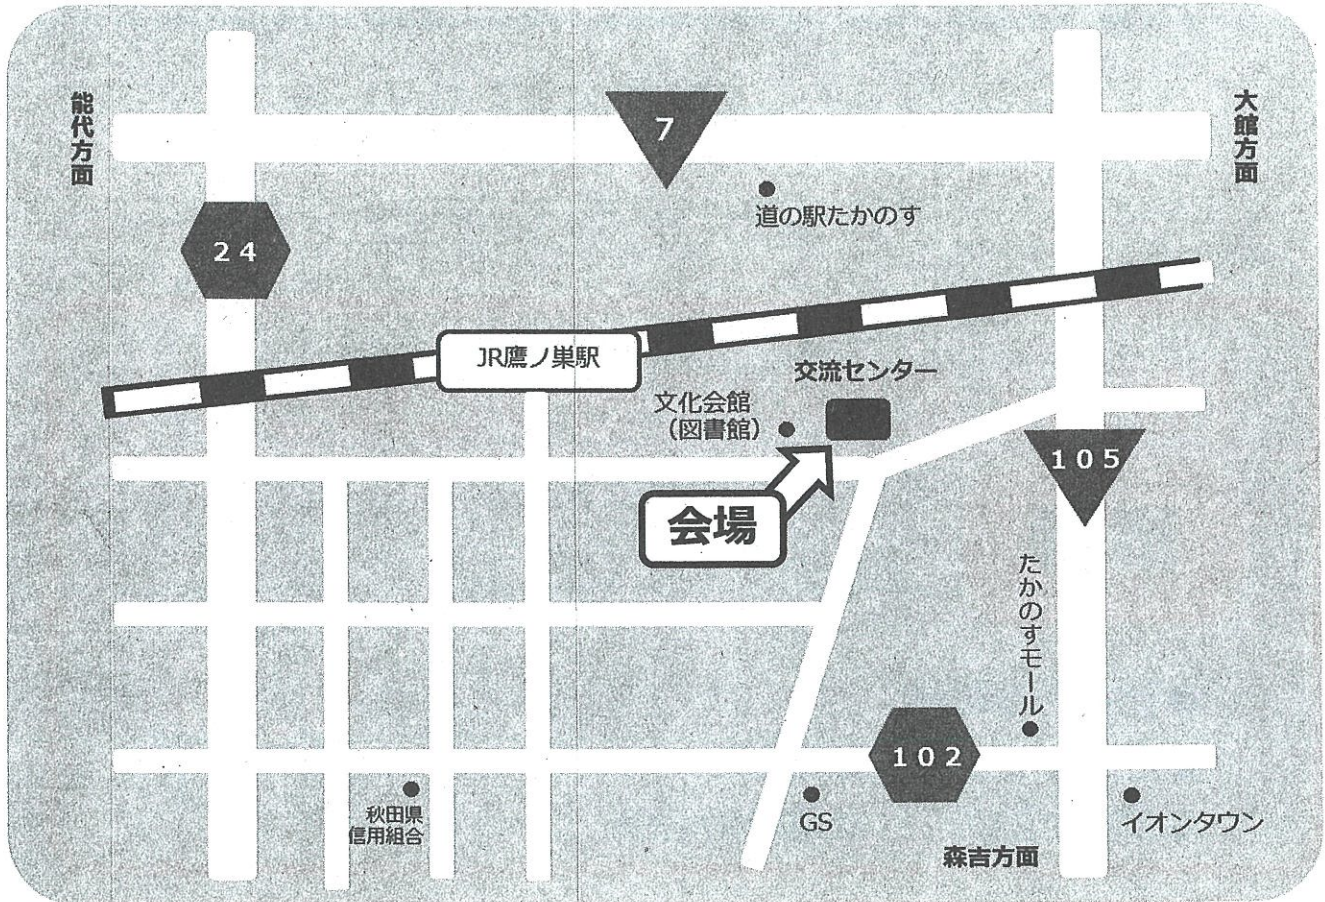 能代方面
7
大館方面
道の駅たかのす
24
JR鷹ノ巣駅
交流センター
文化会館
(図書館)
105
会場
たかのすモール
102
秋田県
信用組合
GS
イオンタウン
森吉方面